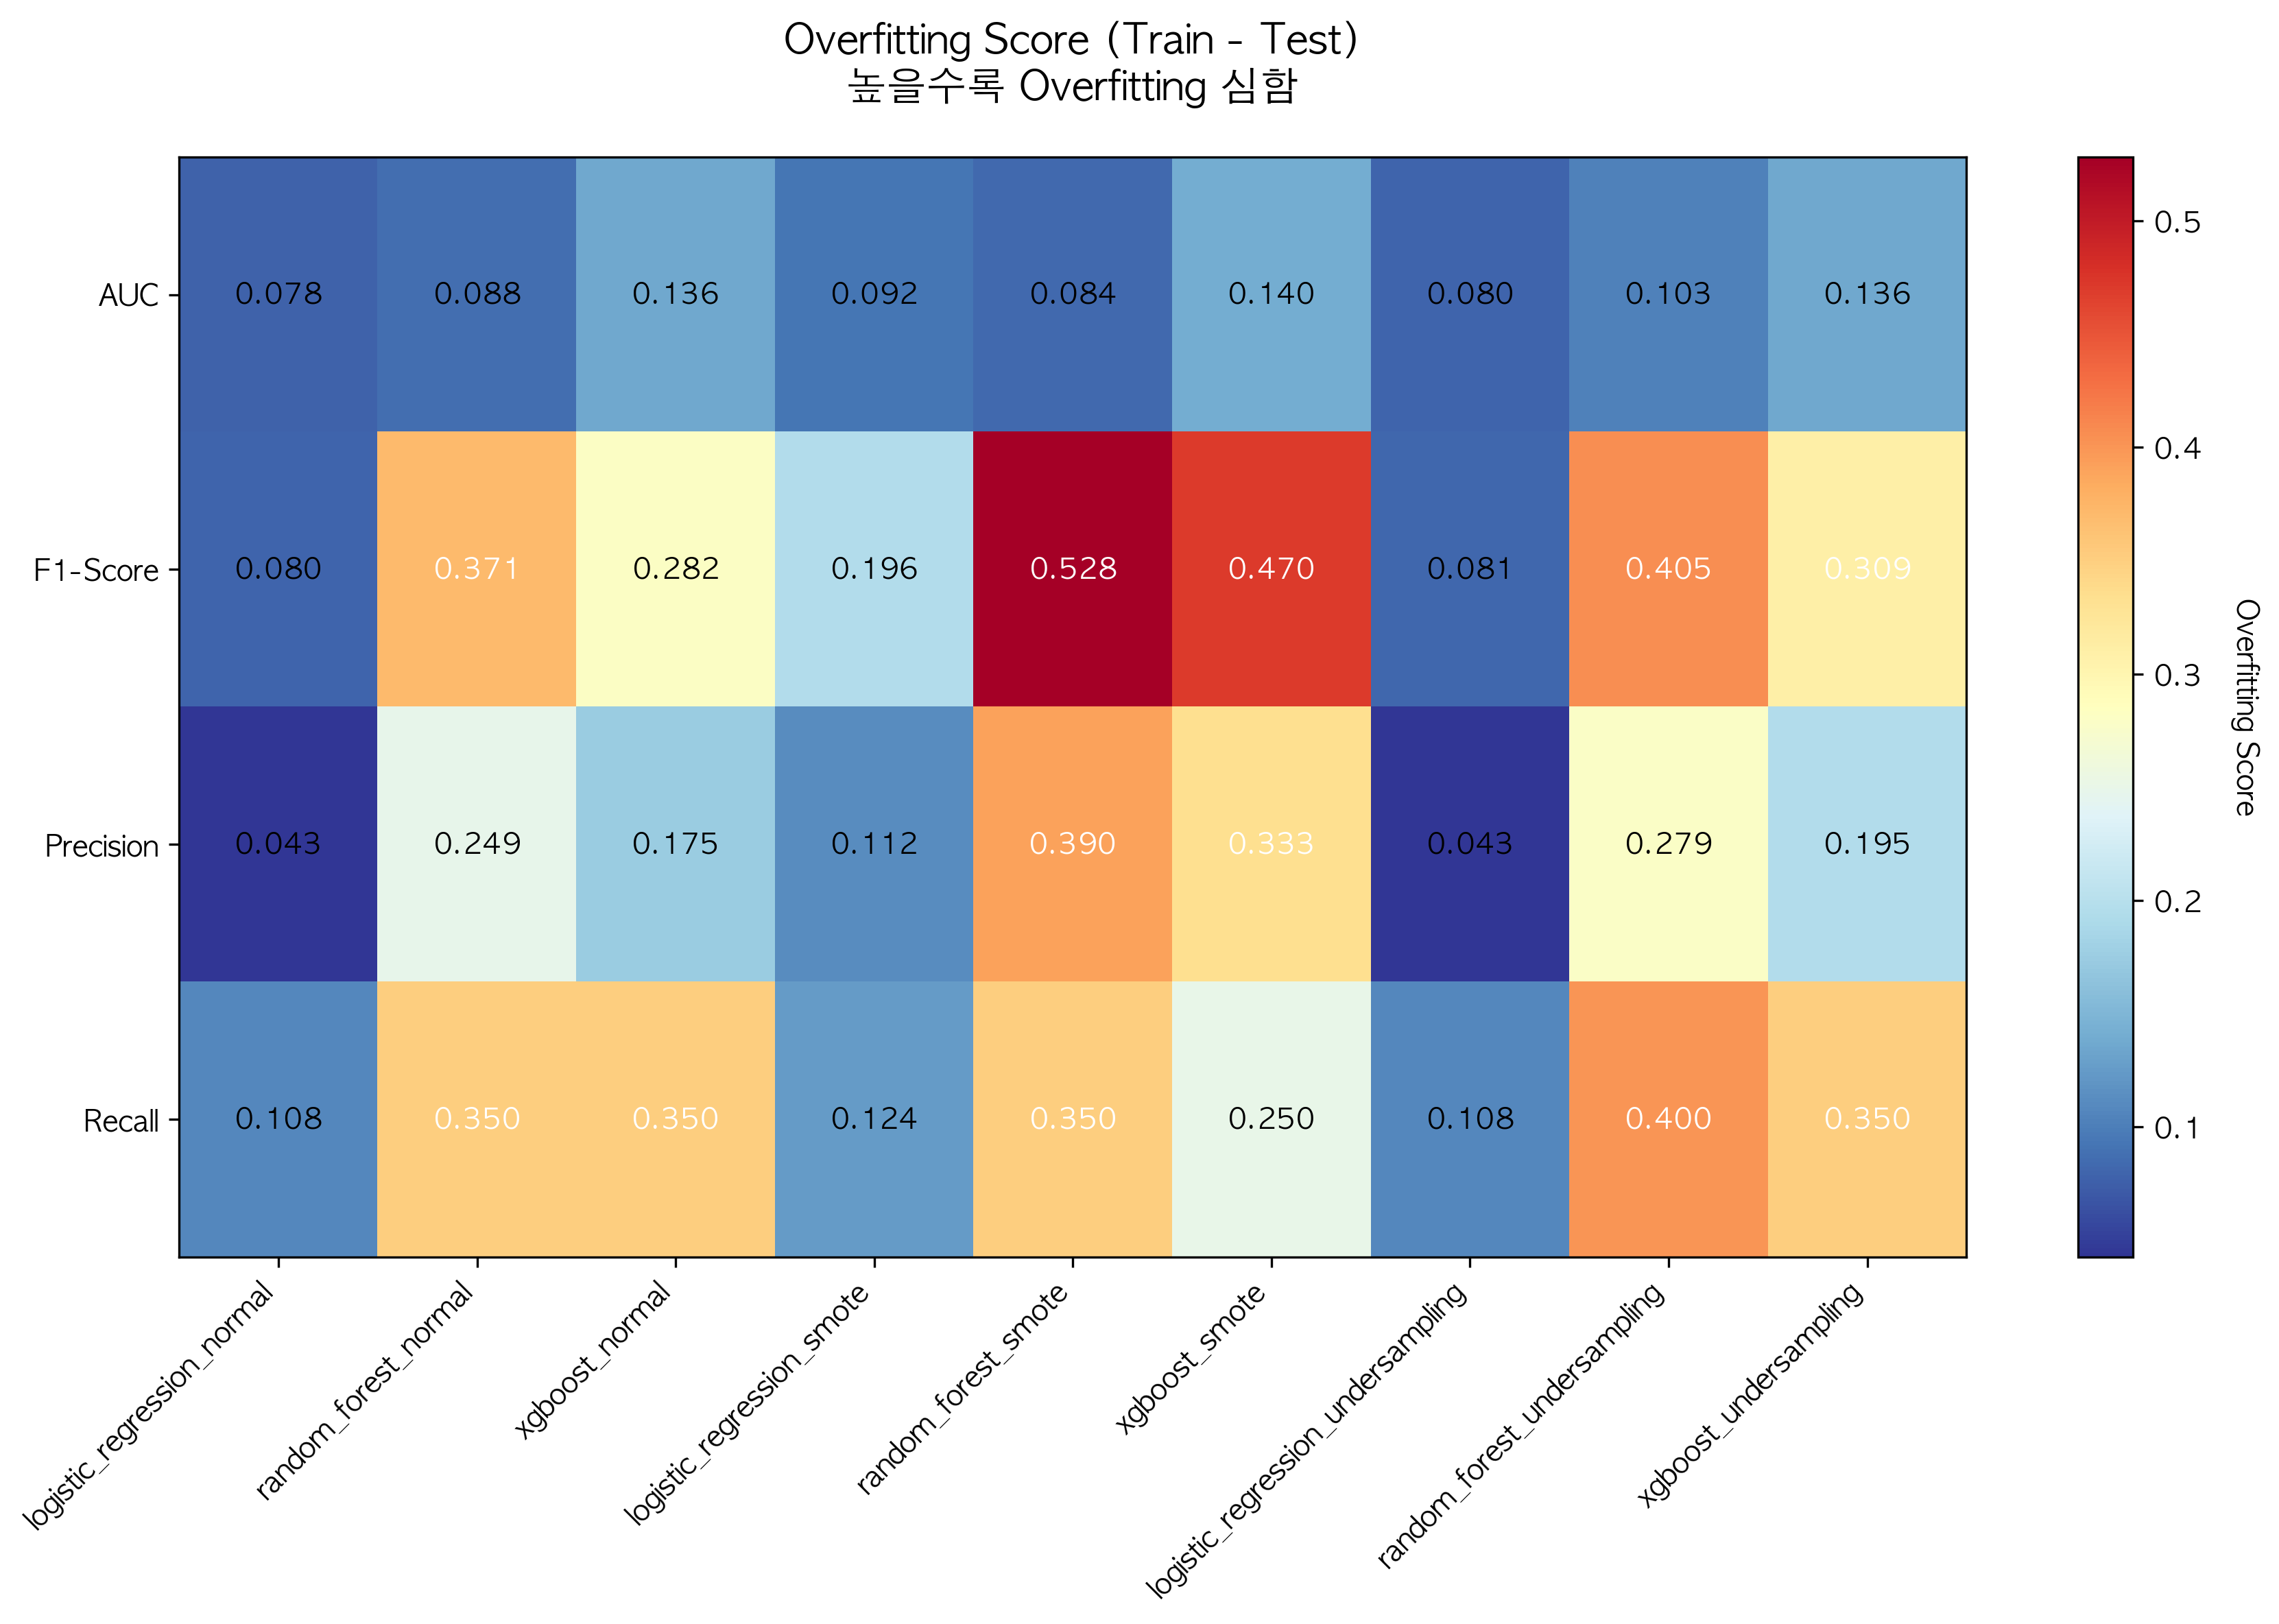 Overfitting Score (Train - Test)
높을수록 Overfitting 심함
AUC 0.078 0.088 0.136 0.092 0.084 0.140 0.080 0.103 0.136
F1-Score 0.080 0.371 0.282 0.196 0.528 0.470 0.081 0.405 0.309
Precision 0.043 0.249 0.175 0.112 0.390 0.333 0.043 0.279 0.195
Recall 0.108 0.350 0.350 0.124 0.350 0.250 0.108 0.400 0.350
logistic_regression_normal
random_forest_normal
xgboost_normal
logistic_regression_smote
random_forest_smote
xgboost_smote
logistic_regression_undersampling
random_forest_undersampling
xgboost_undersampling
0.5
0.4
0.3
0.2
0.1
Overfitting Score